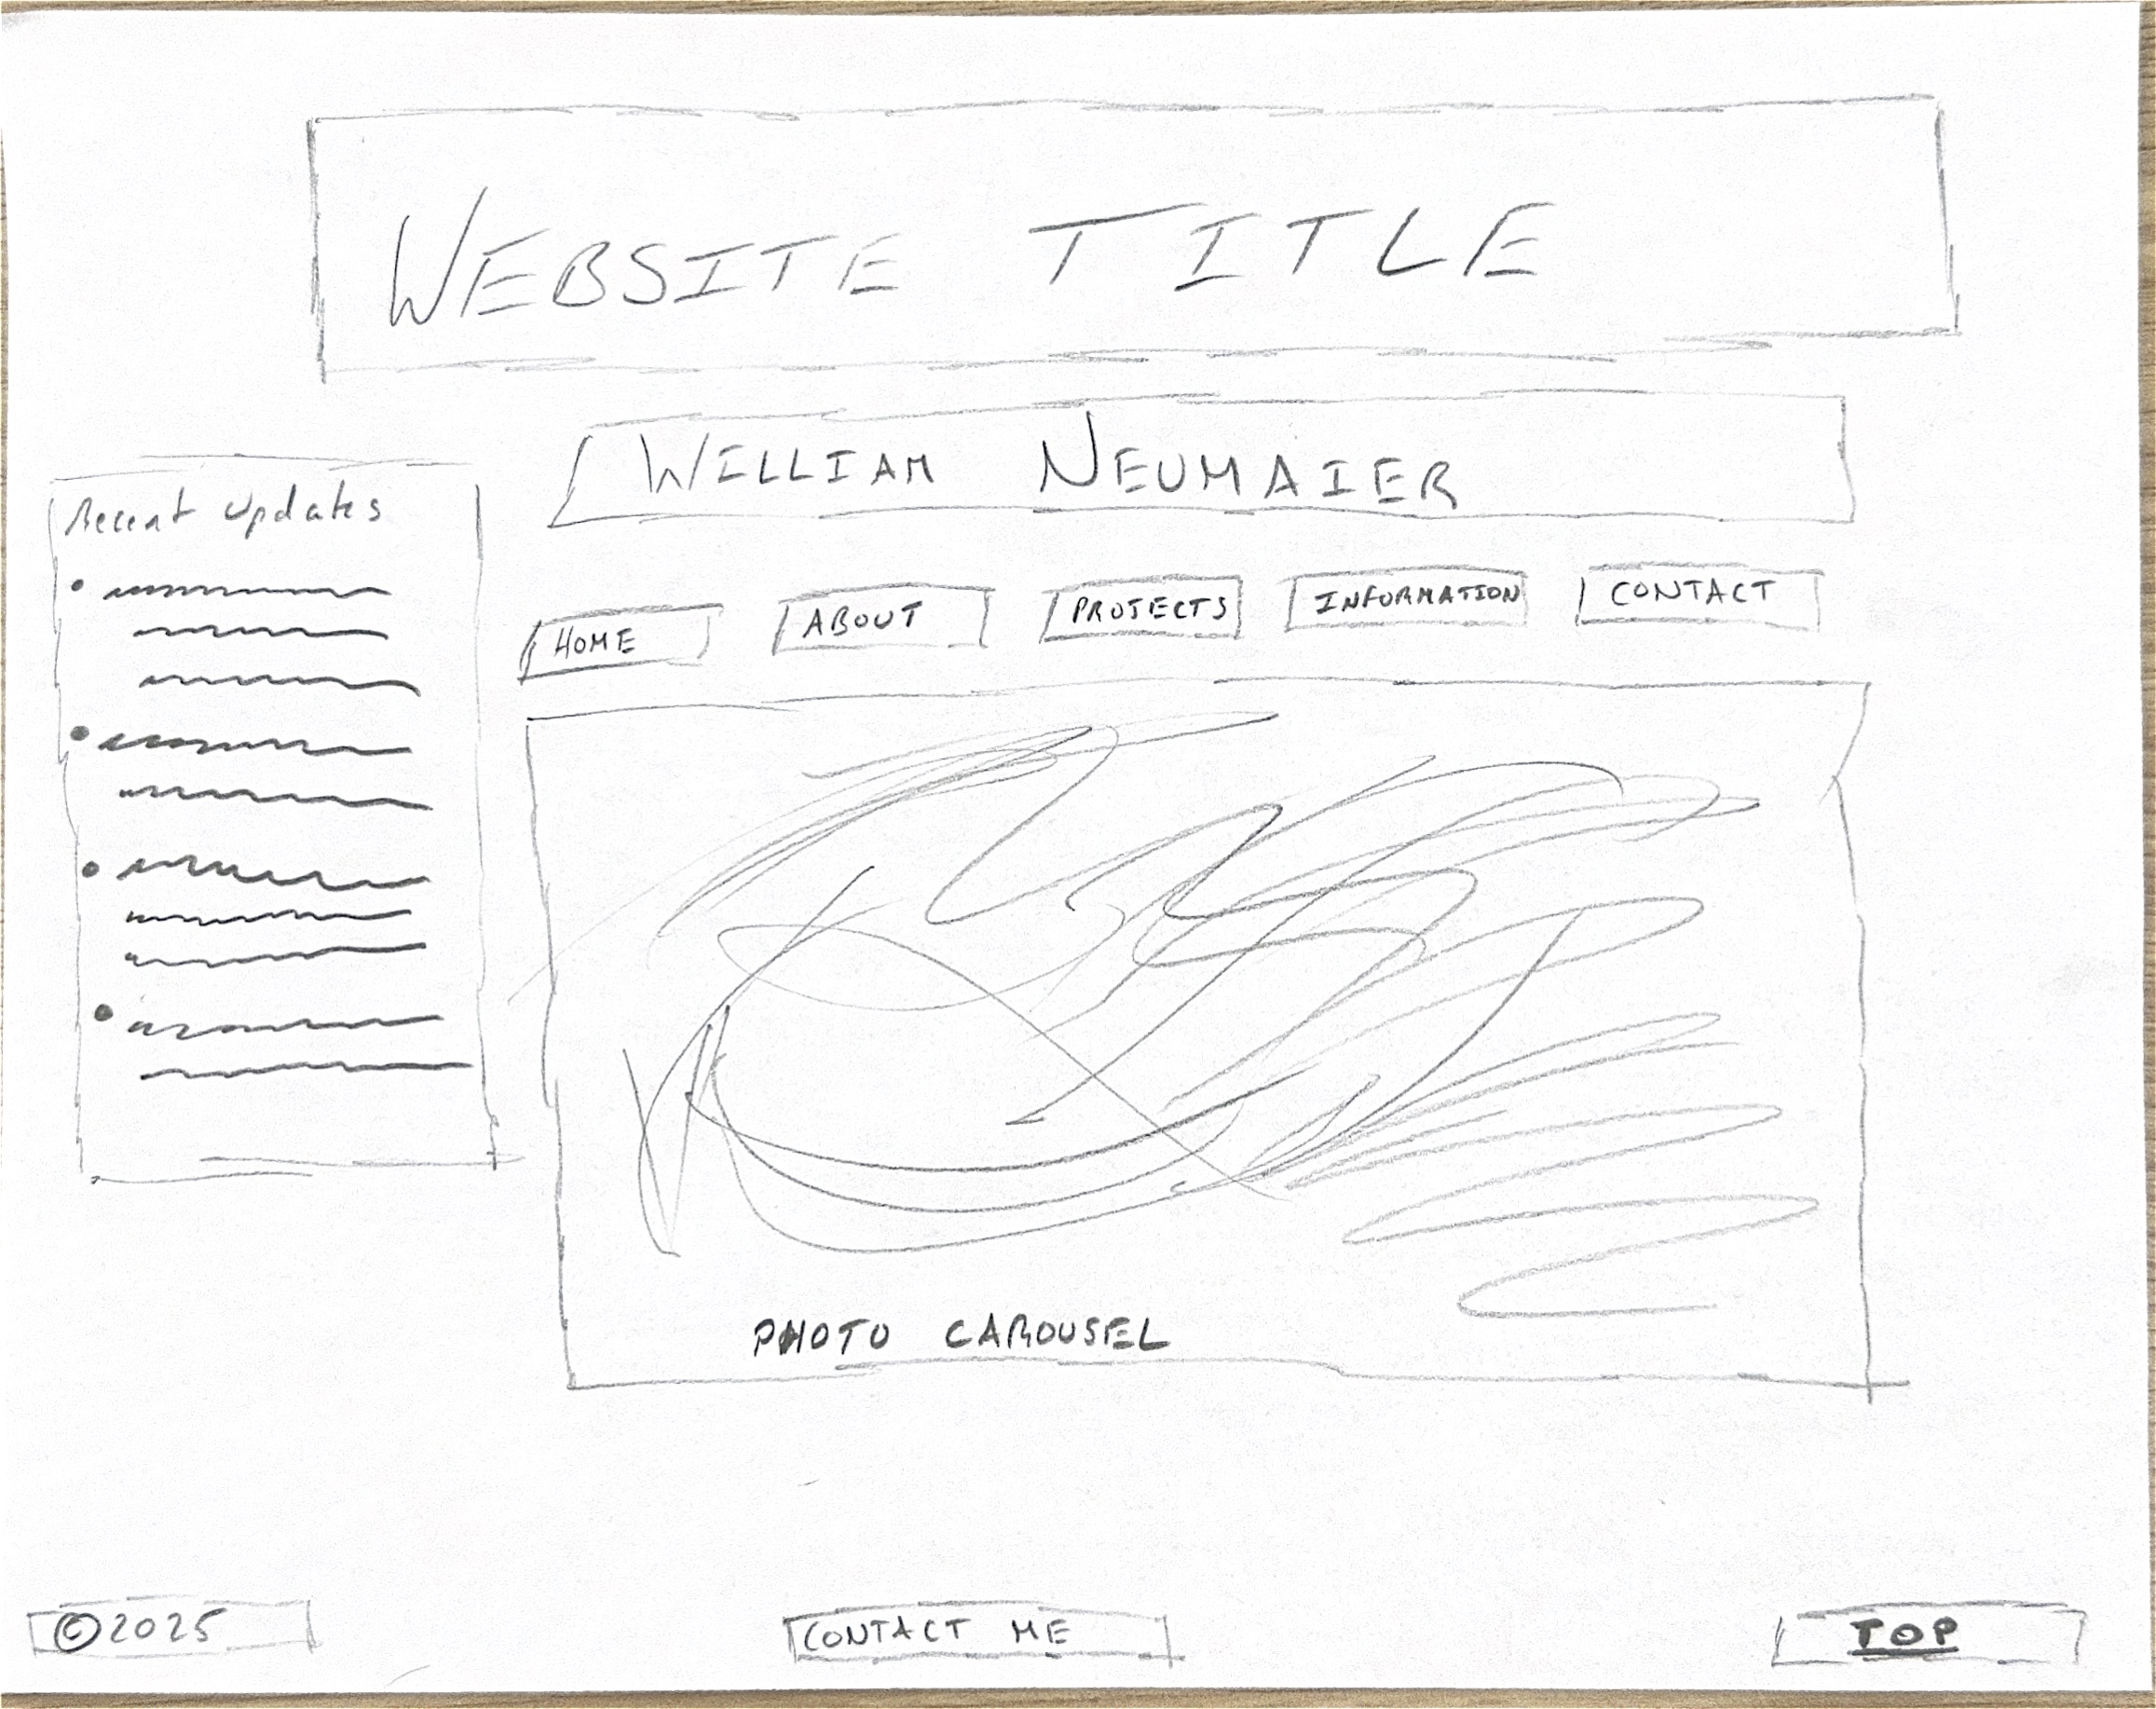 WEBSITE TITLE
WILLIAM NEUMAIER
Recent updates
HOME ABOUT PROJECTS INFORMATION CONTACT
PHOTO CAROUSEL
©2025 CONTACT ME TOP